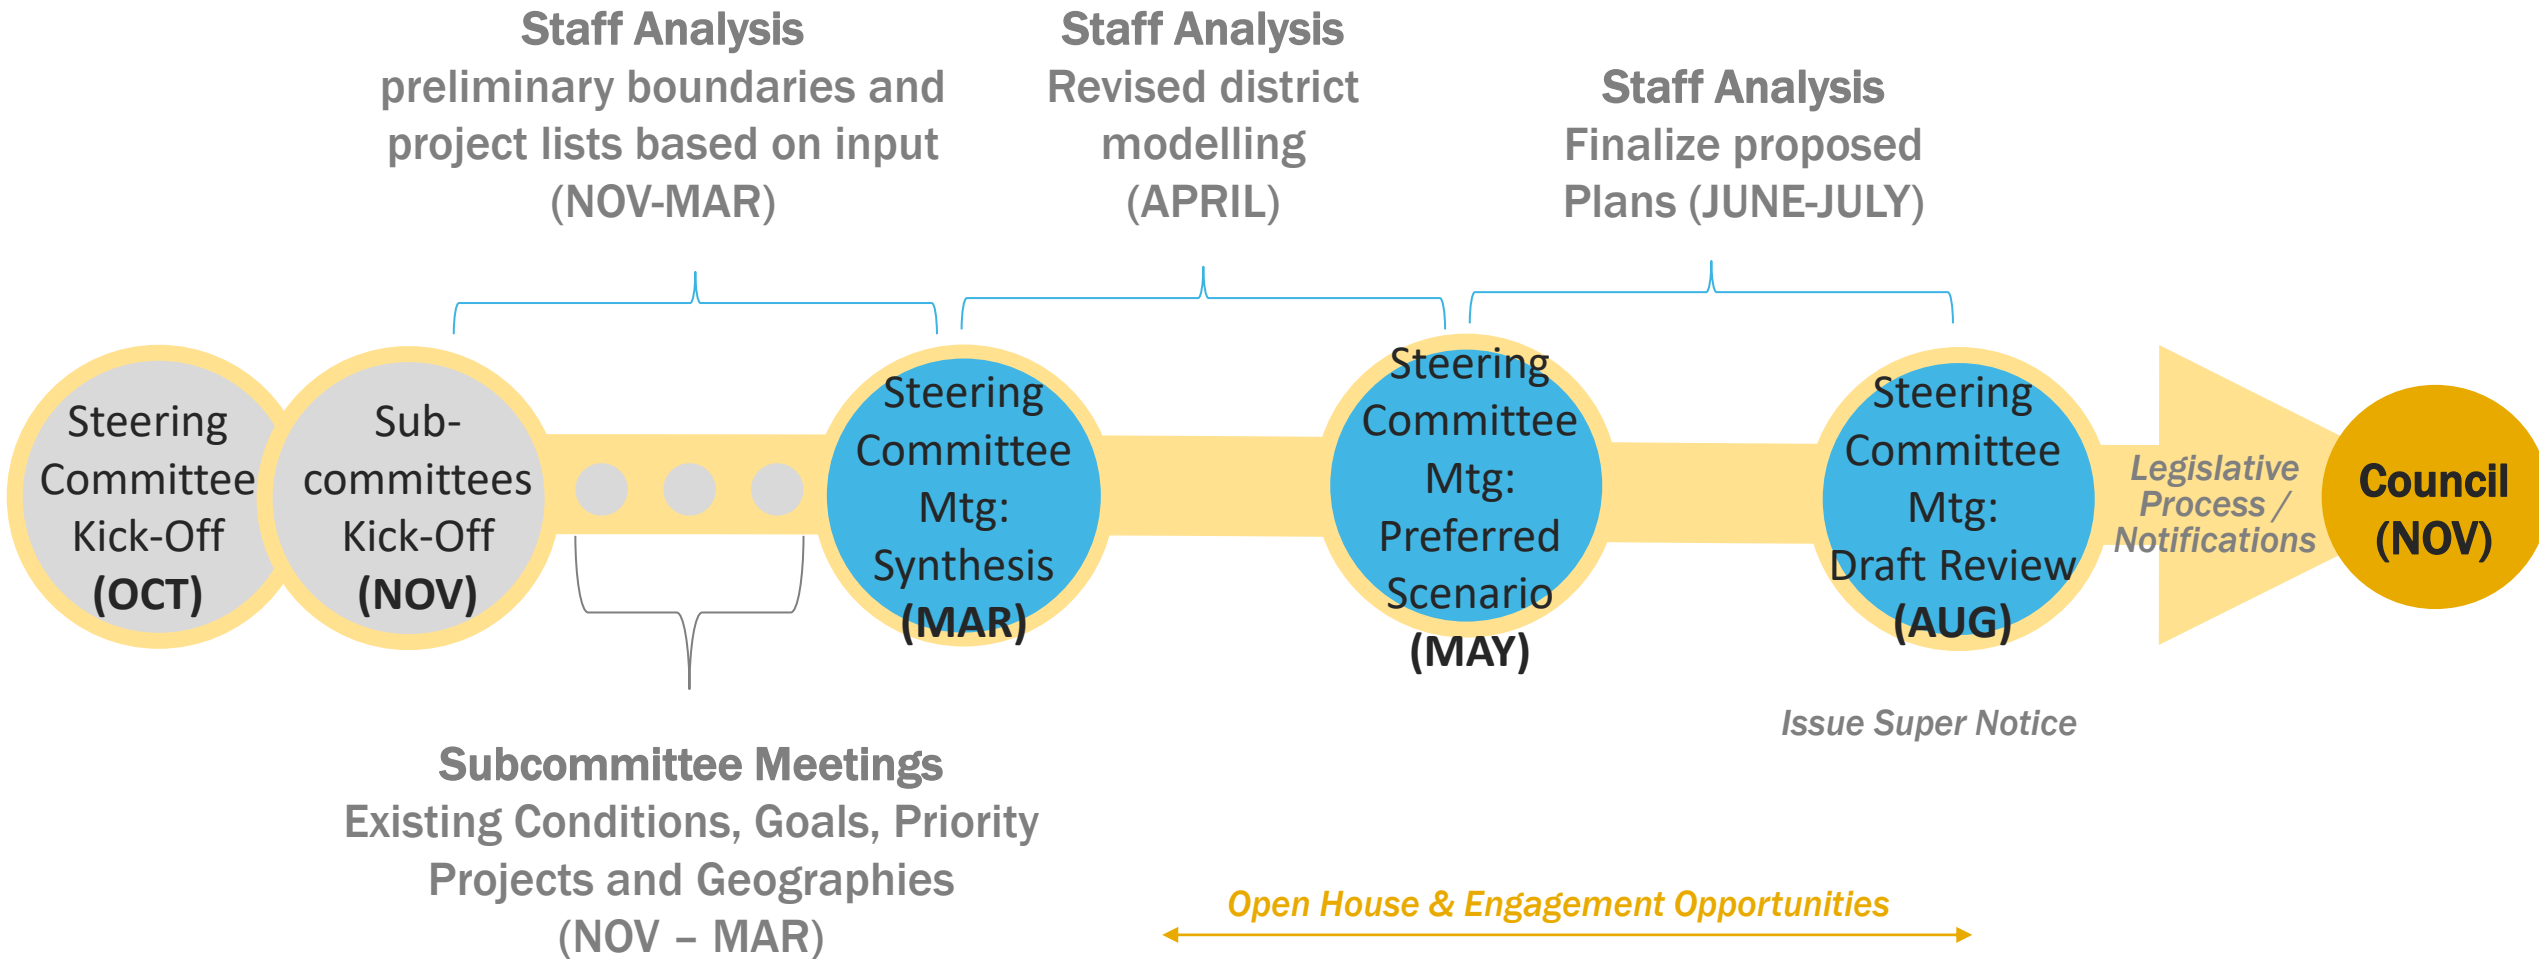 Staff Analysis
preliminary boundaries and
project lists based on input
(NOV-MAR)
Staff Analysis
Revised district
modelling
(APRIL)
Staff Analysis
Finalize proposed
Plans (JUNE-JULY)
Steering
Committee
Kick-Off
(OCT)
Sub-
committees
Kick-Off
(NOV)
Steering
Committee
Mtg:
Synthesis
(MAR)
Steering
Committee
Mtg:
Preferred
Scenario
(MAY)
Steering
Committee
Mtg:
Draft Review
(AUG)
Legislative
Process /
Notifications
Council
(NOV)
Issue Super Notice
Subcommittee Meetings
Existing Conditions, Goals, Priority
Projects and Geographies
(NOV – MAR)
Open House & Engagement Opportunities